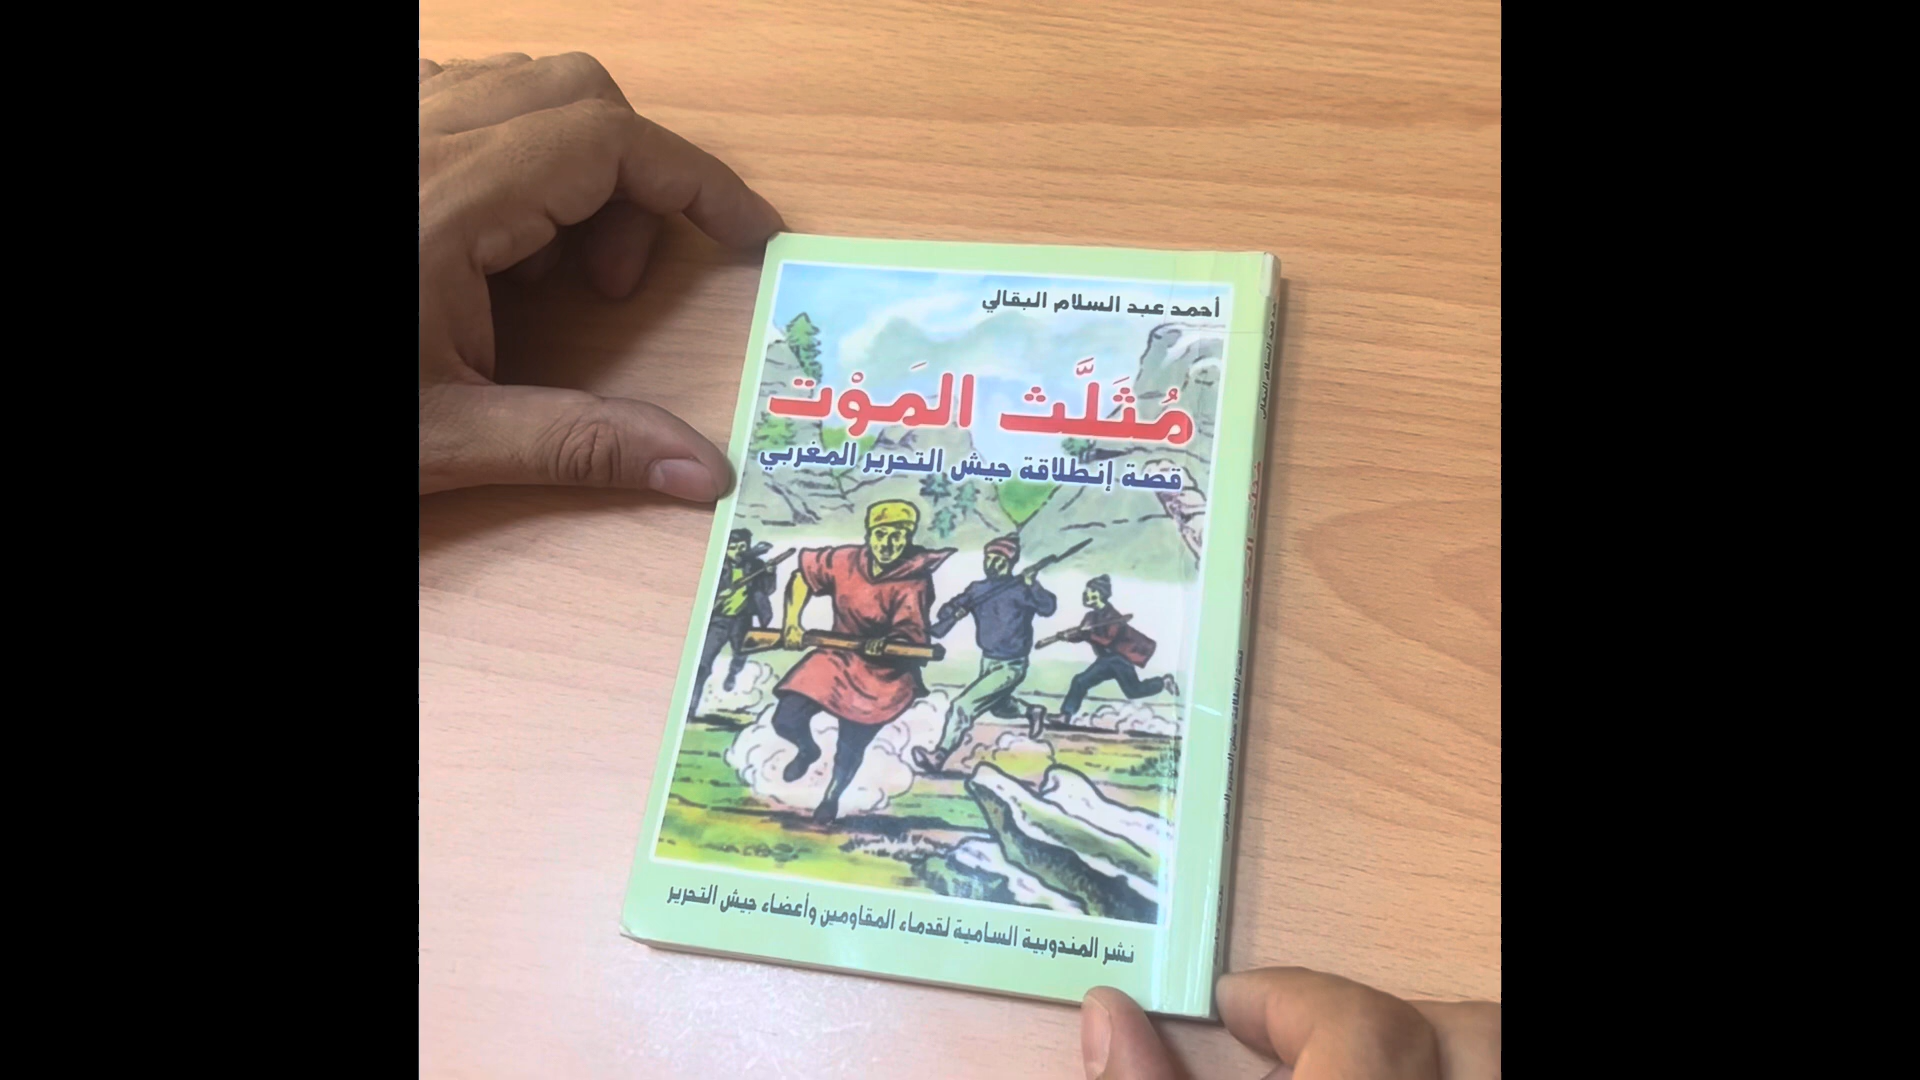 أحمد عبد السلام البقالي
مُثَلَّث المَوْت
قصة إنطلاقة جيش التحرير المغربي
نشر المندوبية السامية لقدماء المقاومين وأعضاء جيش التحرير